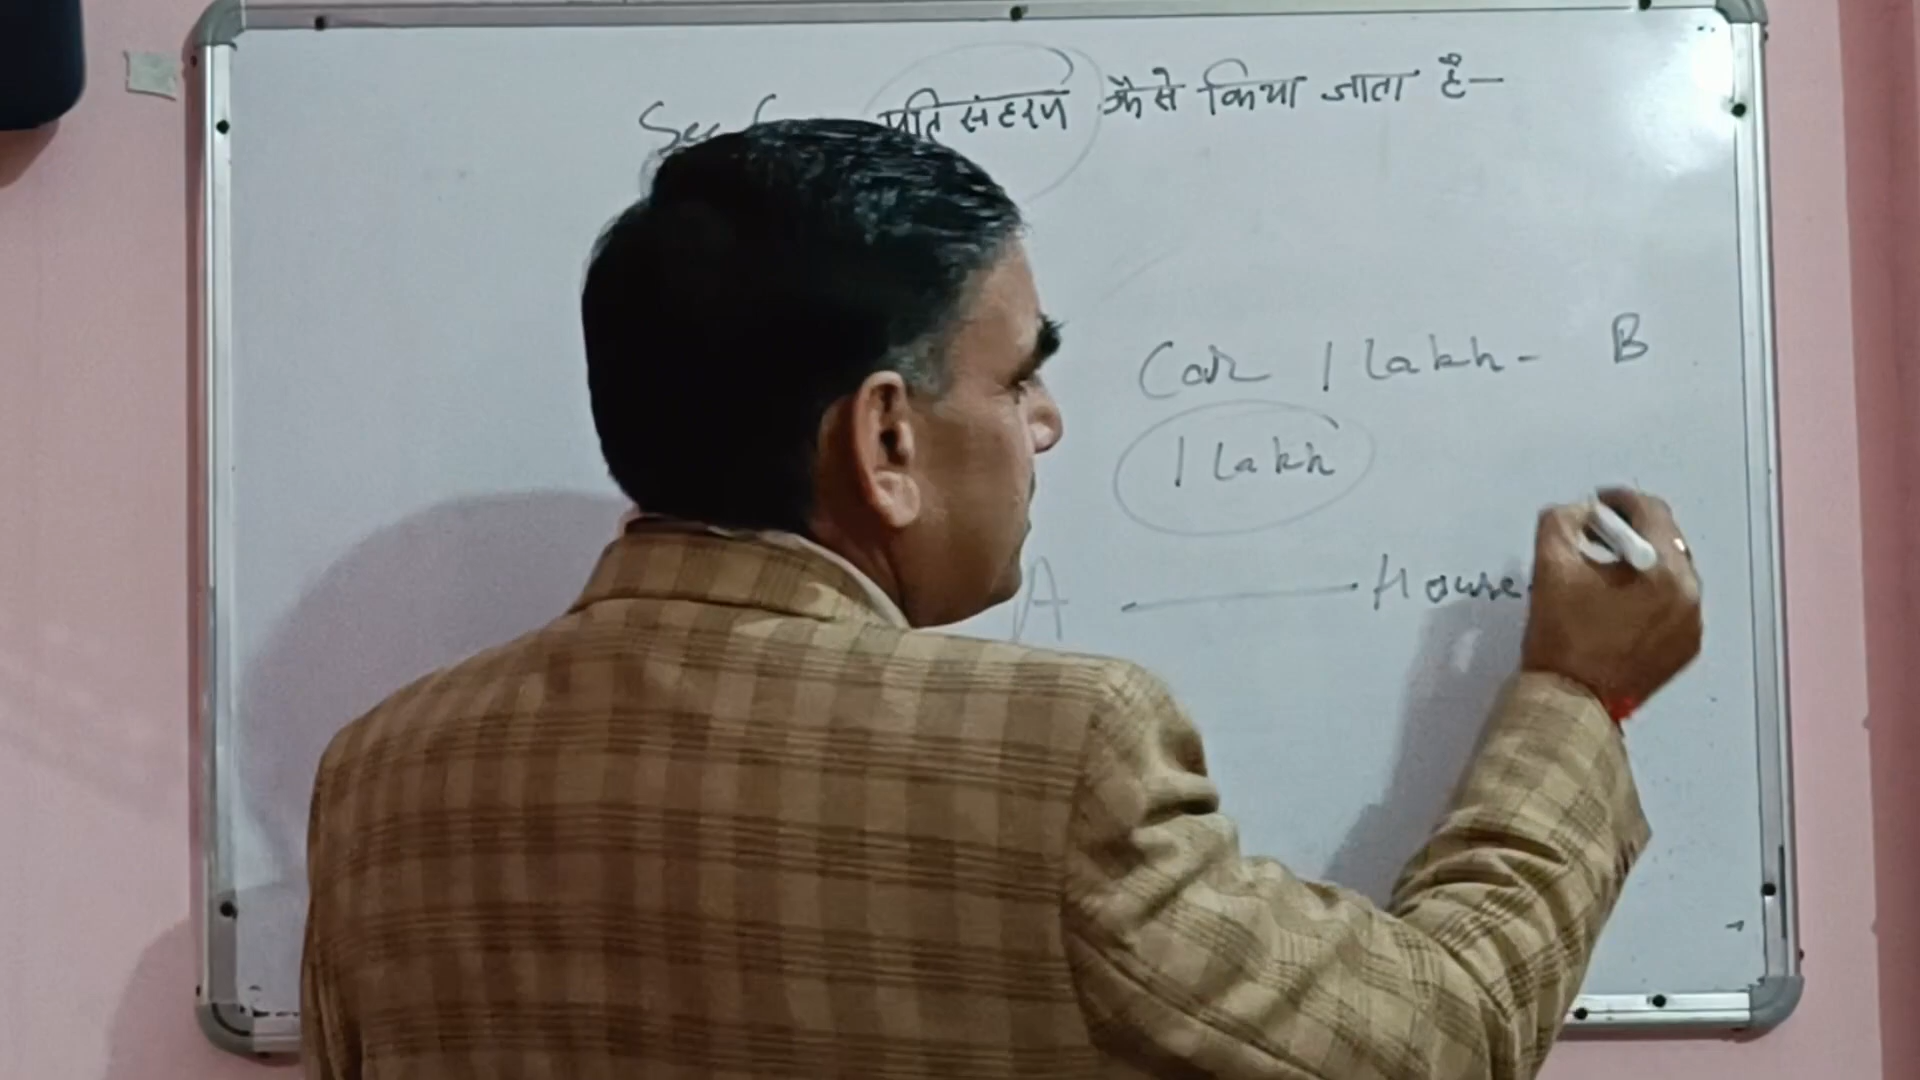 प्रतिसंहरण कैसे किया जाता है—
Car 1 Lakh - B
1 Lakh
A — House